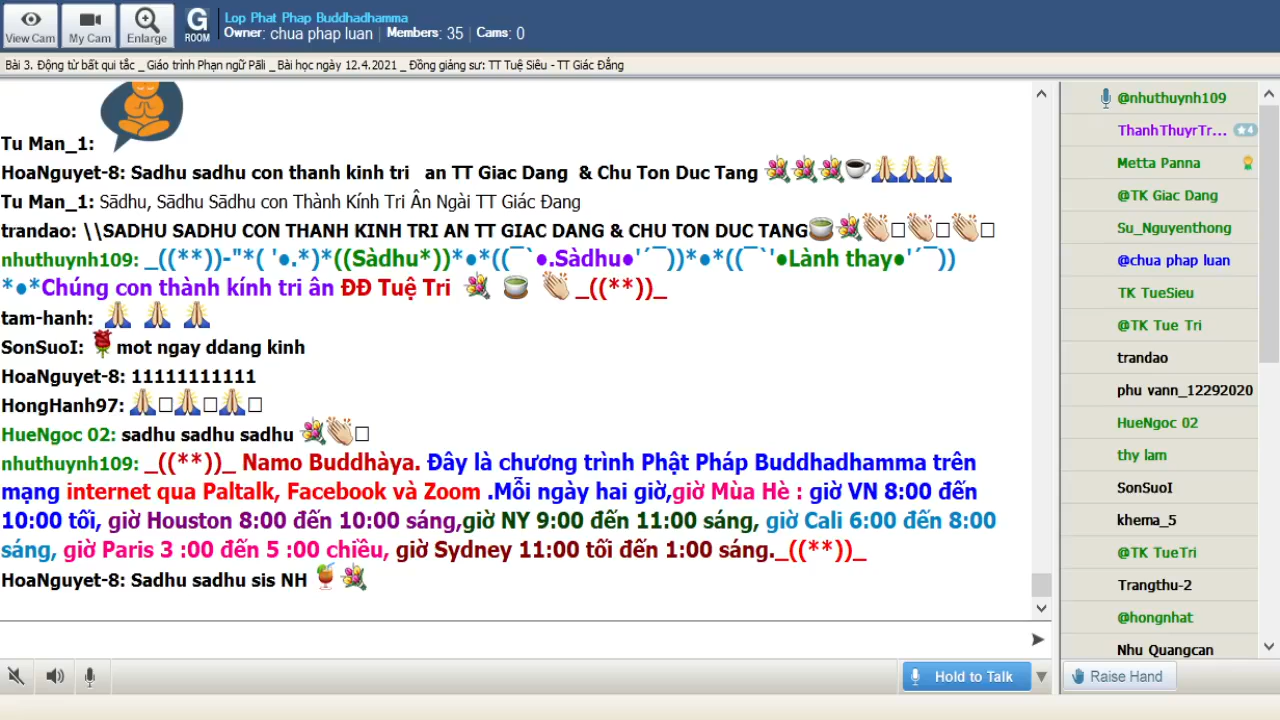 View Cam
My Cam
Enlarge
G
ROOM
Lop Phat Phap Buddhadhamma
Owner: chua phap luan | Members: 35 | Cams: 0
Bài 3. Động từ bất qui tắc _ Giáo trình Phạn ngữ Pāli _ Bài học ngày 12.4.2021 _ Đồng giảng sư: TT Tuệ Siêu - TT Giác Đẳng
Tu Man_1:
HoaNguyet-8: Sadhu sadhu con thanh kinh tri an TT Giac Dang & Chu Ton Duc Tang
Tu Man_1: Sādhu, Sādhu Sādhu con Thành Kính Tri Ân Ngài TT Giác Đang
trandao: \\SADHU SADHU CON THANH KINH TRI AN TT GIAC DANG & CHU TON DUC TANG
nhuthuynh109: _((**))-"*( '●.*)*((Sàdhu*))*●*((¯`●.Sàdhu●'´¯))*●*((¯`'●Lành thay●'´¯))
*●*Chúng con thành kính tri ân ĐĐ Tuệ Tri _((**))_
tam-hanh:
SonSuoI: mot ngay ddang kinh
HoaNguyet-8: 11111111111
HongHanh97:
HueNgoc 02: sadhu sadhu sadhu
nhuthuynh109: _((**))_ Namo Buddhàya. Đây là chương trình Phật Pháp Buddhadhamma trên
mạng internet qua Paltalk, Facebook và Zoom .Mỗi ngày hai giờ,giờ Mùa Hè : giờ VN 8:00 đến
10:00 tối, giờ Houston 8:00 đến 10:00 sáng,giờ NY 9:00 đến 11:00 sáng, giờ Cali 6:00 đến 8:00
sáng, giờ Paris 3 :00 đến 5 :00 chiều, giờ Sydney 11:00 tối đến 1:00 sáng._((**))_
HoaNguyet-8: Sadhu sadhu sis NH
@nhuthuynh109
ThanhThuyrTr... 4
Metta Panna
@TK Giac Dang
Su_Nguyenthong
@chua phap luan
TK TueSieu
@TK Tue Tri
trandao
phu vann_12292020
HueNgoc 02
thy lam
SonSuoI
khema_5
@TK TueTri
Trangthu-2
@hongnhat
Nhu Quangcan
Hold to Talk
Raise Hand